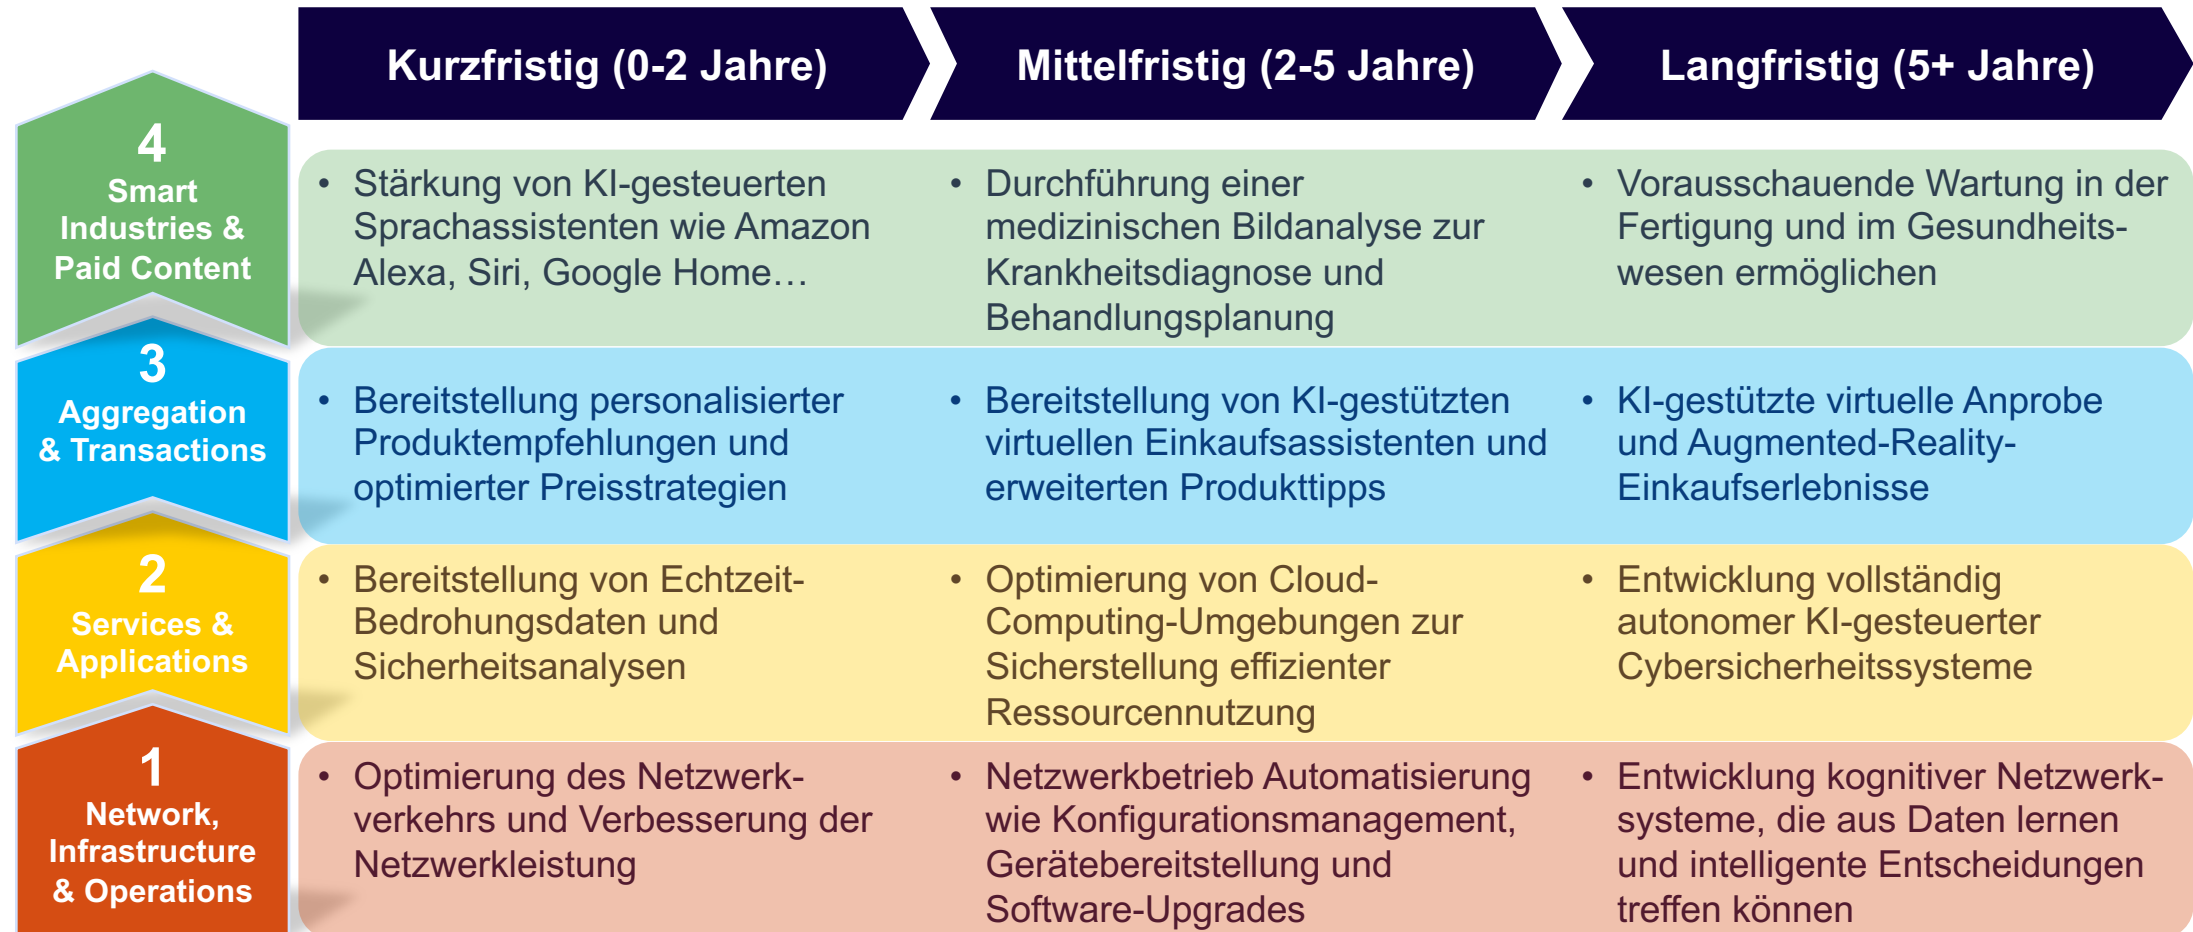 Kurzfristig (0-2 Jahre)
Mittelfristig (2-5 Jahre)
Langfristig (5+ Jahre)
4
Smart
Industries &
Paid Content
• Stärkung von KI-gesteuerten
Sprachassistenten wie Amazon
Alexa, Siri, Google Home…
• Durchführung einer
medizinischen Bildanalyse zur
Krankheitsdiagnose und
Behandlungsplanung
• Vorausschauende Wartung in der
Fertigung und im Gesundheits-
wesen ermöglichen
3
Aggregation
& Transactions
• Bereitstellung personalisierter
Produktempfehlungen und
optimierter Preisstrategien
• Bereitstellung von KI-gestützten
virtuellen Einkaufsassistenten und
erweiterten Produkttipps
• KI-gestützte virtuelle Anprobe
und Augmented-Reality-
Einkaufserlebnisse
2
Services &
Applications
• Bereitstellung von Echtzeit-
Bedrohungsdaten und
Sicherheitsanalysen
• Optimierung von Cloud-
Computing-Umgebungen zur
Sicherstellung effizienter
Ressourcennutzung
• Entwicklung vollständig
autonomer KI-gesteuerter
Cybersicherheitssysteme
1
Network,
Infrastructure
& Operations
• Optimierung des Netzwerk-
verkehrs und Verbesserung der
Netzwerkleistung
• Netzwerkbetrieb Automatisierung
wie Konfigurationsmanagement,
Gerätebereitstellung und
Software-Upgrades
• Entwicklung kognitiver Netzwerk-
systeme, die aus Daten lernen
und intelligente Entscheidungen
treffen können